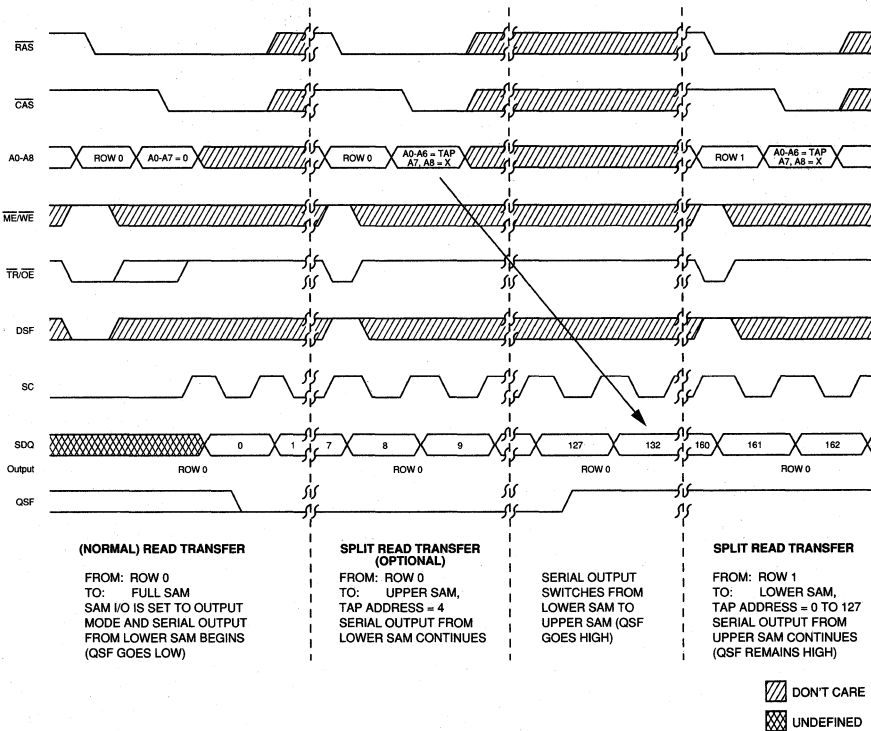 RAS
CAS
A0-A8 ROW 0 A0-A7 = 0 ROW 0 A0-A6 = TAP A7, A8 = X ROW 1 A0-A6 = TAP A7, A8 = X
ME/WE
TR/OE
DSF
SC
SDQ 0 1 7 8 9 127 132 160 161 162
Output ROW 0 ROW 0 ROW 0 ROW 0
QSF
(NORMAL) READ TRANSFER
FROM: ROW 0
TO: FULL SAM
SAM I/O IS SET TO OUTPUT
MODE AND SERIAL OUTPUT
FROM LOWER SAM BEGINS
(QSF GOES LOW)
SPLIT READ TRANSFER
(OPTIONAL)
FROM: ROW 0
TO: UPPER SAM,
TAP ADDRESS = 4
SERIAL OUTPUT FROM
LOWER SAM CONTINUES
SERIAL OUTPUT
SWITCHES FROM
LOWER SAM TO
UPPER SAM (QSF
GOES HIGH)
SPLIT READ TRANSFER
FROM: ROW 1
TO: LOWER SAM,
TAP ADDRESS = 0 TO 127
SERIAL OUTPUT FROM
UPPER SAM CONTINUES
(QSF REMAINS HIGH)
DON'T CARE
UNDEFINED